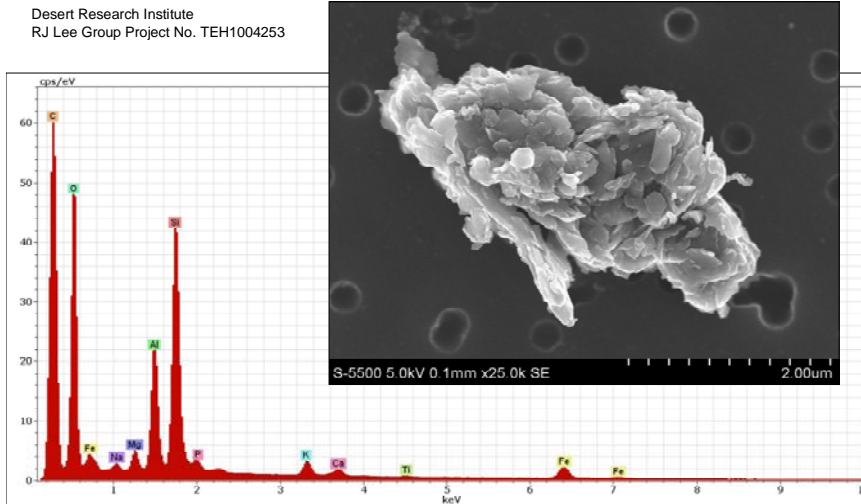 Desert Research Institute
RJ Lee Group Project No. TEH1004253
cps/eV
60
50
40
30
20
10
0
C
O
Fe
Na
Mg
Al
Si
P
K
Ca
Ti
Fe
Fe
1
2
3
4
5
6
7
8
9
keV
S-5500 5.0kV 0.1mm x25.0k SE
2.00um